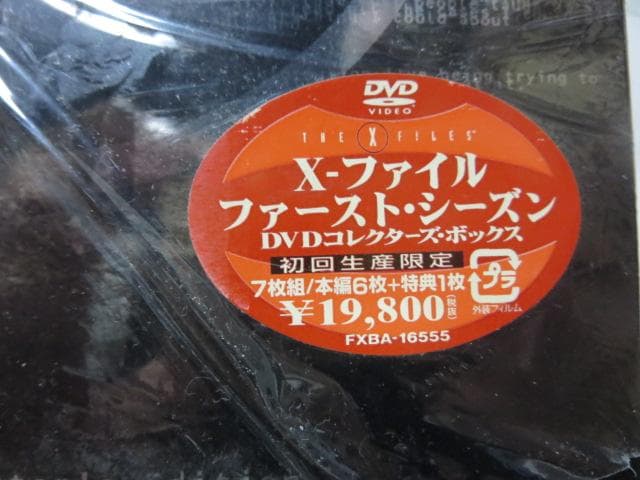 trying to
DVD
VIDEO
THE X FILES
X-ファイル
ファースト・シーズン
DVDコレクターズ・ボックス
初回生産限定
7枚組/本編6枚+特典1枚
¥19,800(税抜)
FXBA-16555
プラ
外装フィルム